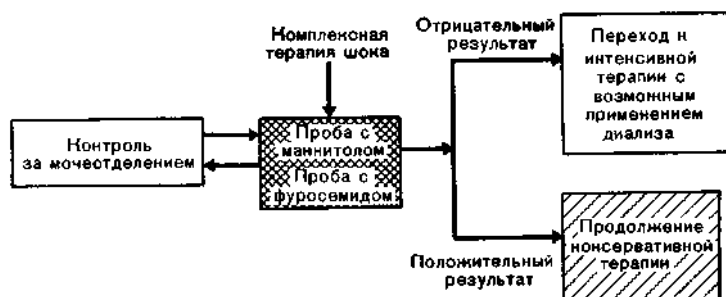 Комплексная
терапия шока
Контроль
за мочеотделением
Проба с
маннитолом
Проба с
фуросемидом
Отрицательный
результат
Переход к
интенсивной
терапии с
возможным
применением
диализа
Положительный
результат
Продолжение
консервативной
терапии